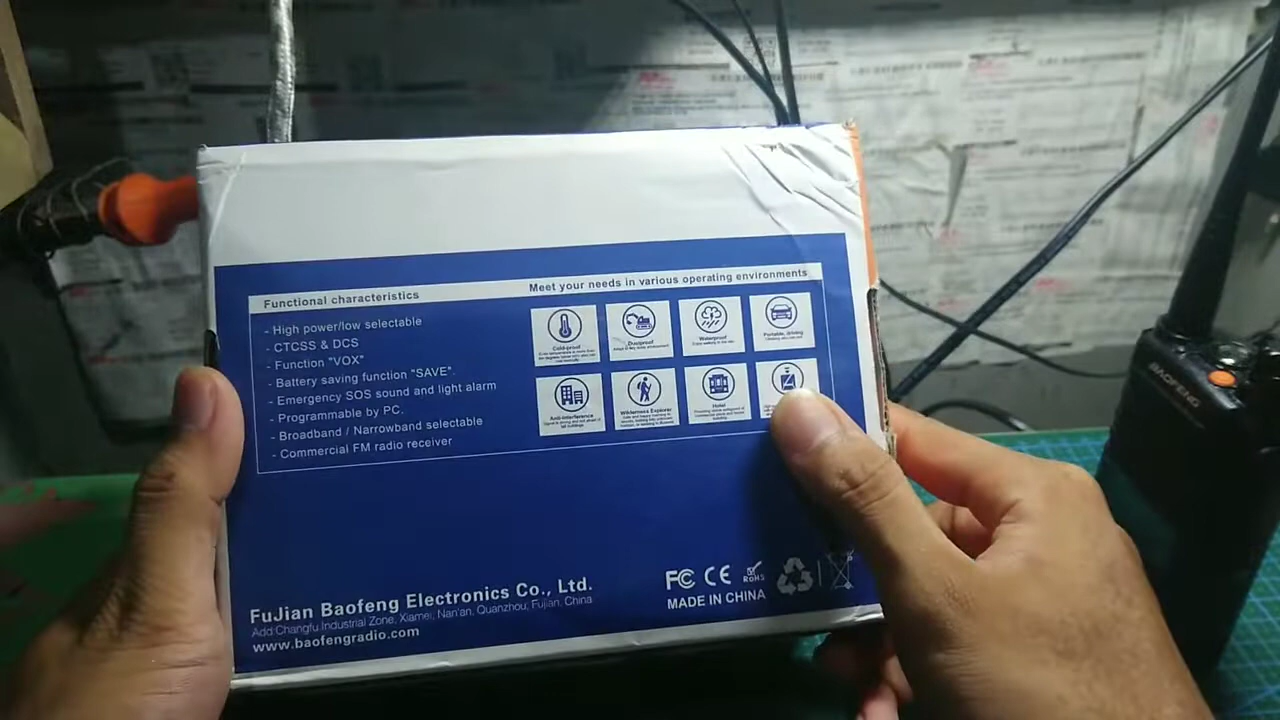 Functional characteristics
Meet your needs in various operating environments
- High power/low selectable
- CTCSS & DCS
- Function "VOX"
- Battery saving function "SAVE".
- Emergency SOS sound and light alarm
- Programmable by PC.
- Broadband / Narrowband selectable
- Commercial FM radio receiver
Cold-proof
Dustproof
Waterproof
Portable, driving
Anti-interference
Wilderness Explorer
Hotel
FuJian Baofeng Electronics Co., Ltd.
Add Changfu Industrial Zone, Xiamei, Nan'an, Quanzhou, Fujian, China
www.baofengradio.com
FC CE RoHS
MADE IN CHINA
BAOFENG